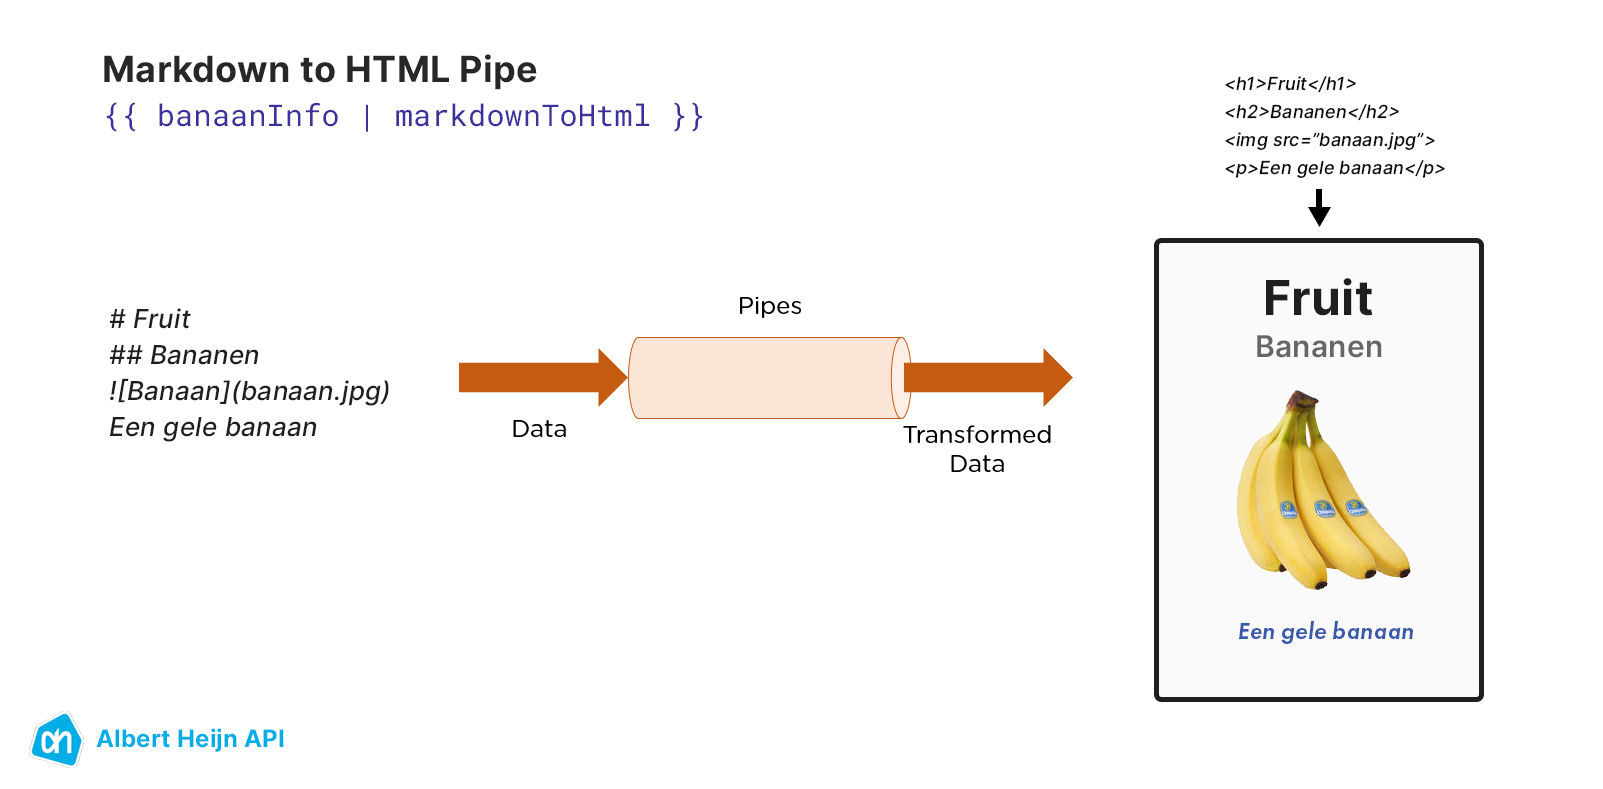 Markdown to HTML Pipe
{{ banaanInfo | markdownToHtml }}
<h1>Fruit</h1>
<h2>Bananen</h2>
<img src=”banaan.jpg”>
<p>Een gele banaan</p>
# Fruit
## Bananen
![Banaan](banaan.jpg)
Een gele banaan
Data
Pipes
Transformed
Data
Fruit
Bananen
Een gele banaan
Albert Heijn API